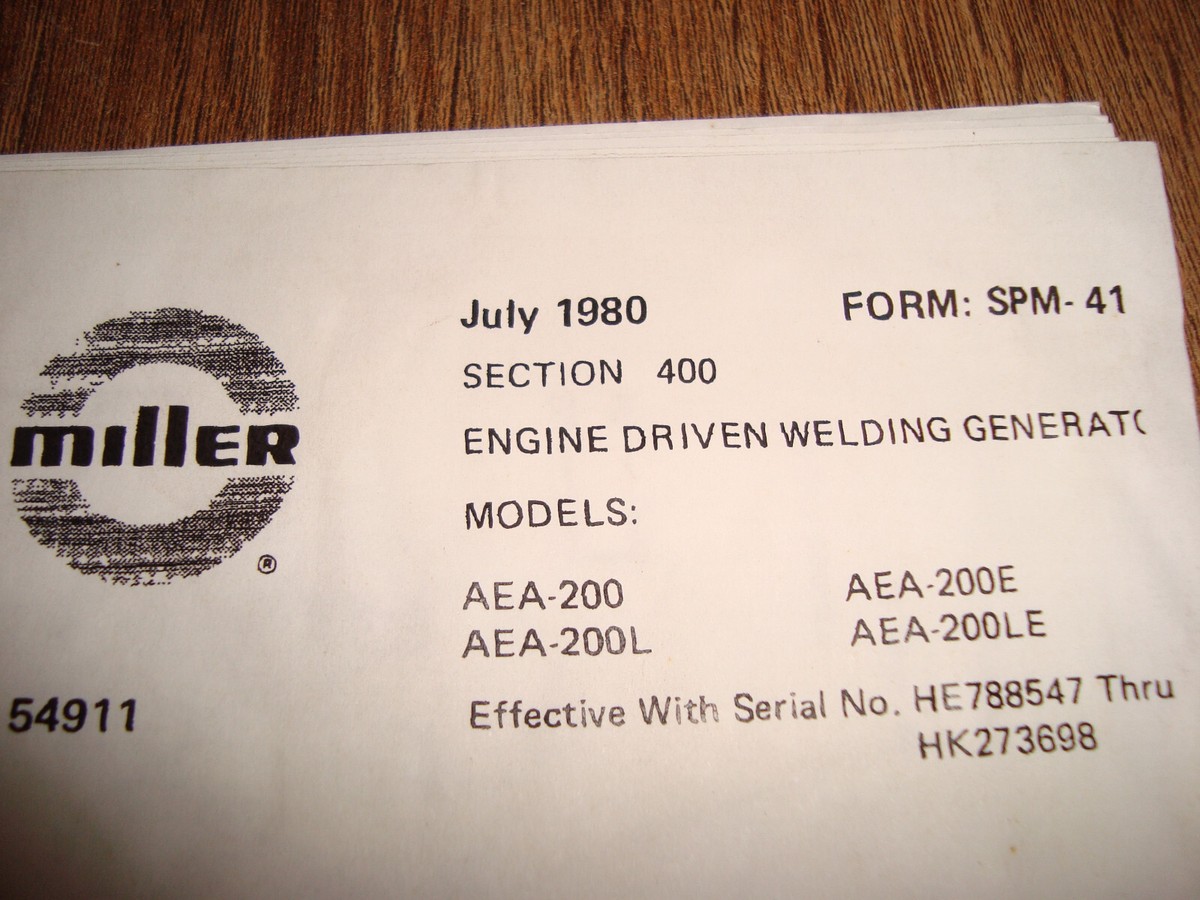 July 1980 FORM: SPM- 41
SECTION 400
miller
ENGINE DRIVEN WELDING GENERAT
MODELS:
®
AEA-200 AEA-200E
AEA-200L AEA-200LE
54911
Effective With Serial No. HE788547 Thru
HK273698